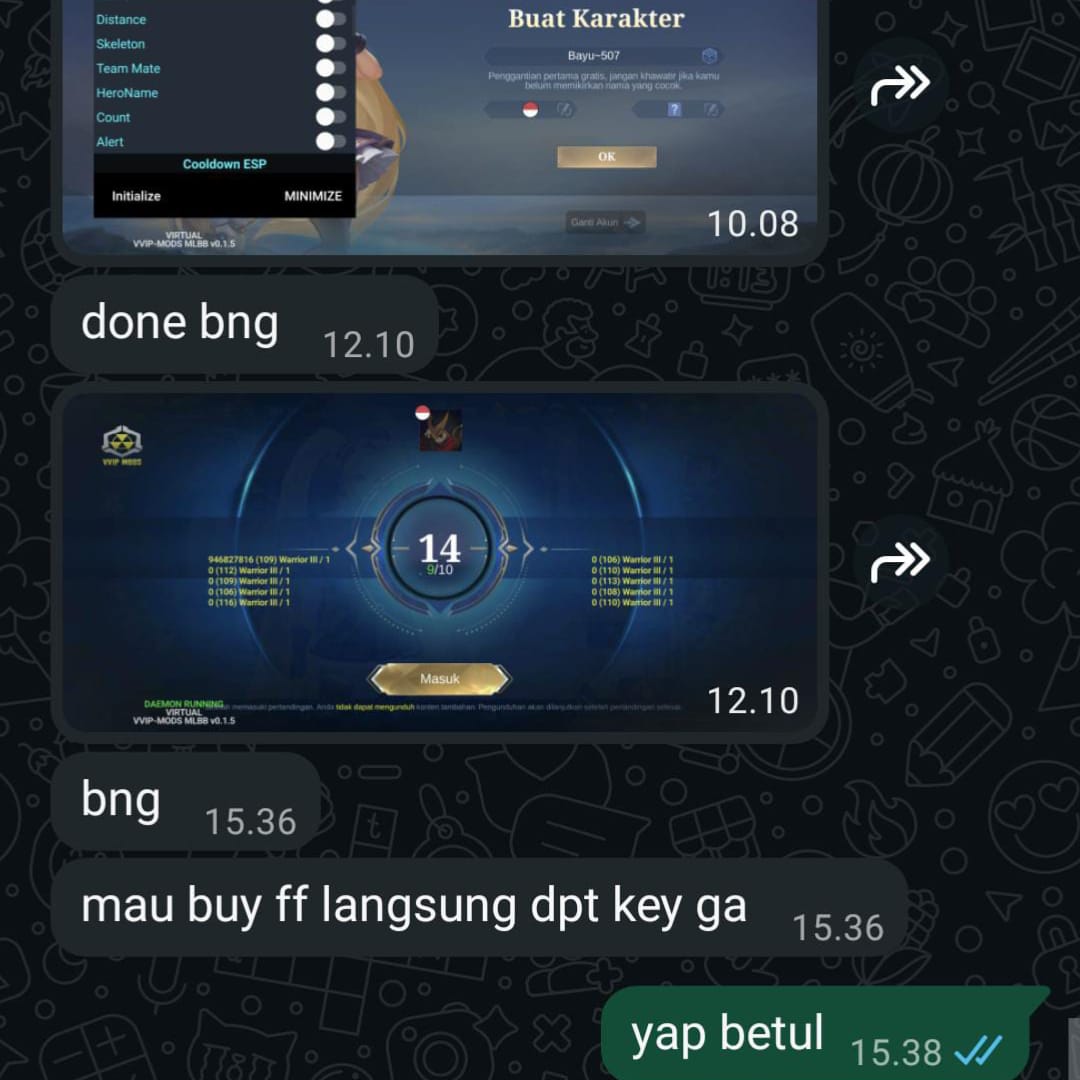 Distance
Skeleton
Team Mate
HeroName
Count
Alert
Cooldown ESP
Initialize MINIMIZE
VIRTUAL
VVIP-MODS MLBB v0.1.5
Buat Karakter
Bayu~507
Penggantian pertama gratis, jangan khawatir jika kamu
belum memikirkan nama yang cocok.
?
OK
Ganti Akun
10.08
done bng 12.10
VVIP MODS
14
9/10
946827816 (109) Warrior III / 1
0 (112) Warrior III / 1
0 (109) Warrior III / 1
0 (106) Warrior III / 1
0 (116) Warrior III / 1
0 (106) Warrior III / 1
0 (110) Warrior III / 1
0 (113) Warrior III / 1
0 (108) Warrior III / 1
0 (110) Warrior III / 1
Masuk
DAEMON RUNNING
memasuki pertandingan. Anda tidak dapat mengunduh konten tambahan. Pengunduhan akan dilanjutkan setelah pertandingan selesai.
VIRTUAL
VVIP-MODS MLBB v0.1.5
12.10
bng 15.36
mau buy ff langsung dpt key ga 15.36
yap betul 15.38